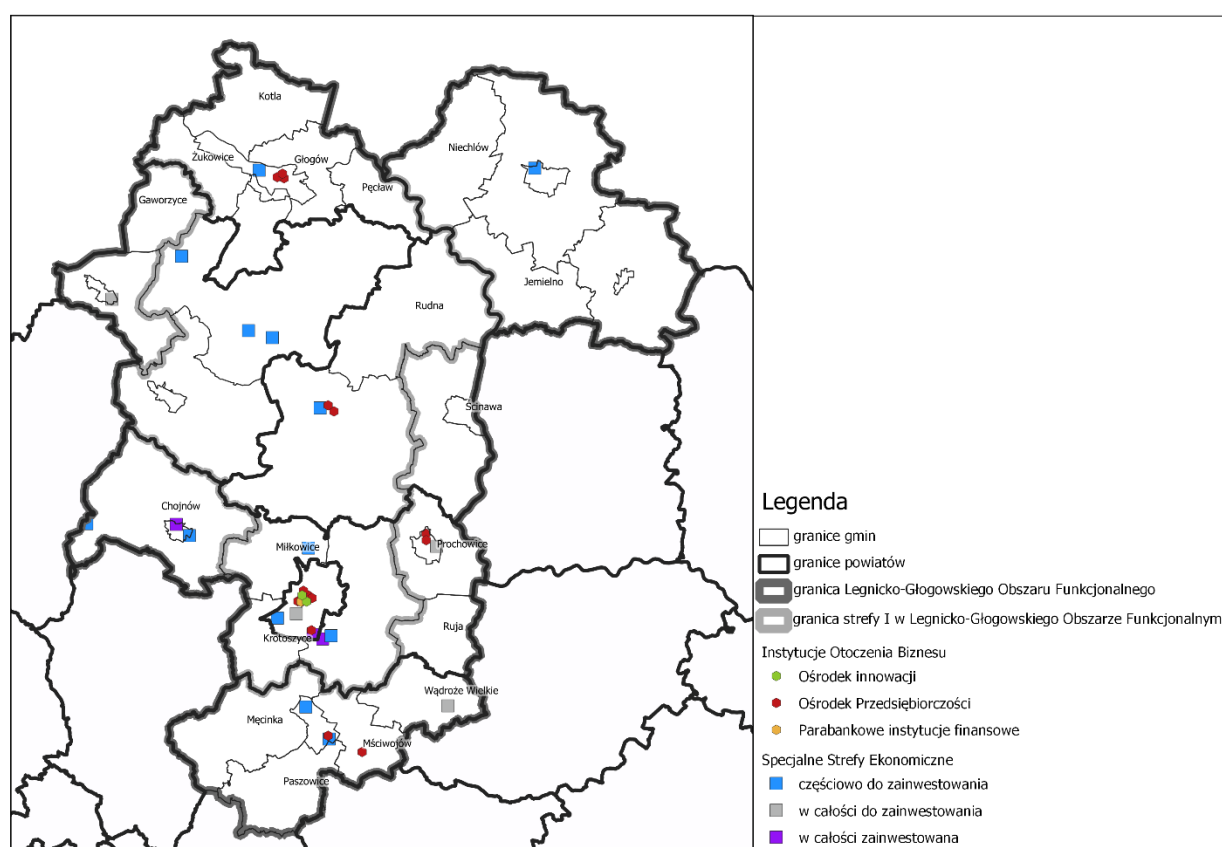 Kotla
Niechlów
Żukowice
Głogów
Pęcław
Gaworzyce
Jemielno
Rudna
Ścinawa
Chojnów
Miłkowice
Prochowice
Krotoszyce
Ruja
Wądroże Wielkie
Męcinka
Mściwojów
Paszowice
Legenda
granice gmin
granice powiatów
granica Legnicko-Głogowskiego Obszaru Funkcjonalnego
granica strefy I w Legnicko-Głogowskiego Obszarze Funkcjonalnym
Instytucje Otoczenia Biznesu
Ośrodek innowacji
Ośrodek Przedsiębiorczości
Parabankowe instytucje finansowe
Specjalne Strefy Ekonomiczne
częściowo do zainwestowania
w całości do zainwestowania
w całości zainwestowana